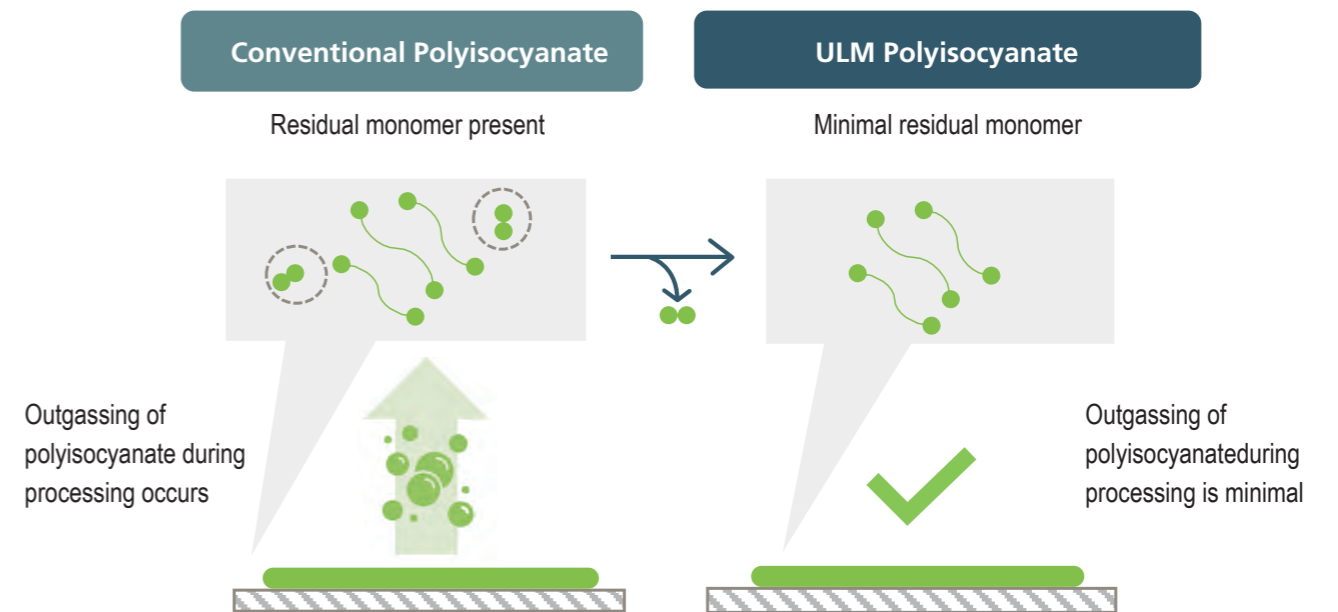 Conventional Polyisocyanate
ULM Polyisocyanate
Residual monomer present
Minimal residual monomer
Outgassing of
polyisocyanate during
processing occurs
Outgassing of
polyisocyanateduring
processing is minimal